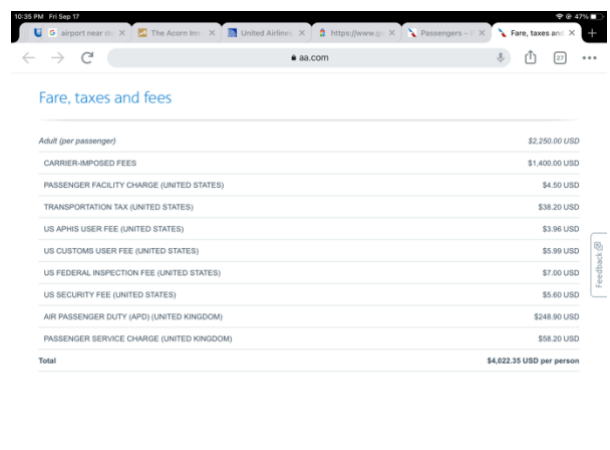 10:35 PM Fri Sep 17
47%
airport near
The Acorn Inn
United Airlines
https://www.g
Passengers –
Fare, taxes and
aa.com
27
Fare, taxes and fees
Adult (per passenger) $2,250.00 USD
CARRIER-IMPOSED FEES $1,400.00 USD
PASSENGER FACILITY CHARGE (UNITED STATES) $4.50 USD
TRANSPORTATION TAX (UNITED STATES) $38.20 USD
US APHIS USER FEE (UNITED STATES) $3.96 USD
US CUSTOMS USER FEE (UNITED STATES) $5.99 USD
US FEDERAL INSPECTION FEE (UNITED STATES) $7.00 USD
US SECURITY FEE (UNITED STATES) $5.60 USD
AIR PASSENGER DUTY (APD) (UNITED KINGDOM) $248.90 USD
PASSENGER SERVICE CHARGE (UNITED KINGDOM) $58.20 USD
Total $4,022.35 USD per person
Feedback